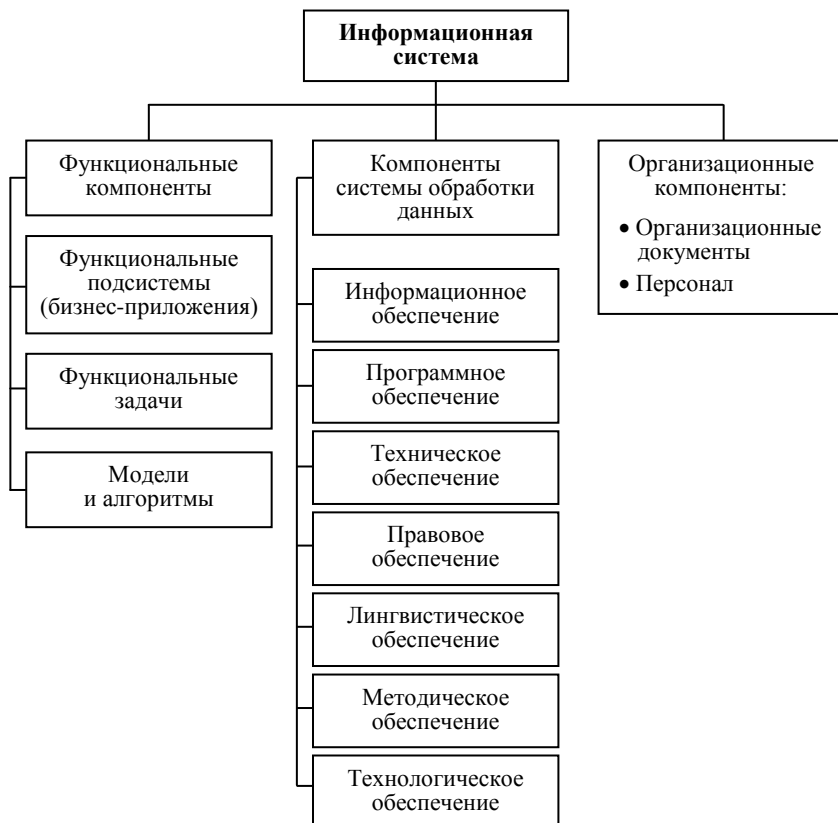 Информационная
система
Функциональные
компоненты
Функциональные
подсистемы
(бизнес-приложения)
Функциональные
задачи
Модели
и алгоритмы
Компоненты
системы обработки
данных
Информационное
обеспечение
Программное
обеспечение
Техническое
обеспечение
Правовое
обеспечение
Лингвистическое
обеспечение
Методическое
обеспечение
Технологическое
обеспечение
Организационные
компоненты:
• Организационные
документы
• Персонал